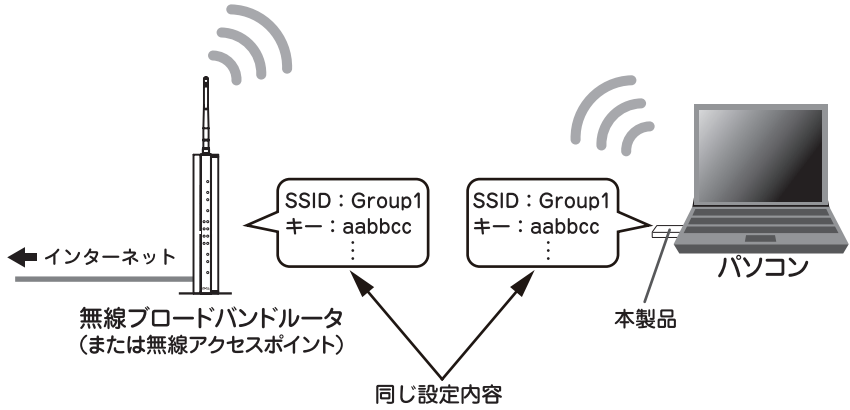 SSID：Group1
キー：aabbcc
⋮
SSID：Group1
キー：aabbcc
⋮
インターネット
パソコン
無線ブロードバンドルータ
（または無線アクセスポイント）
本製品
同じ設定内容